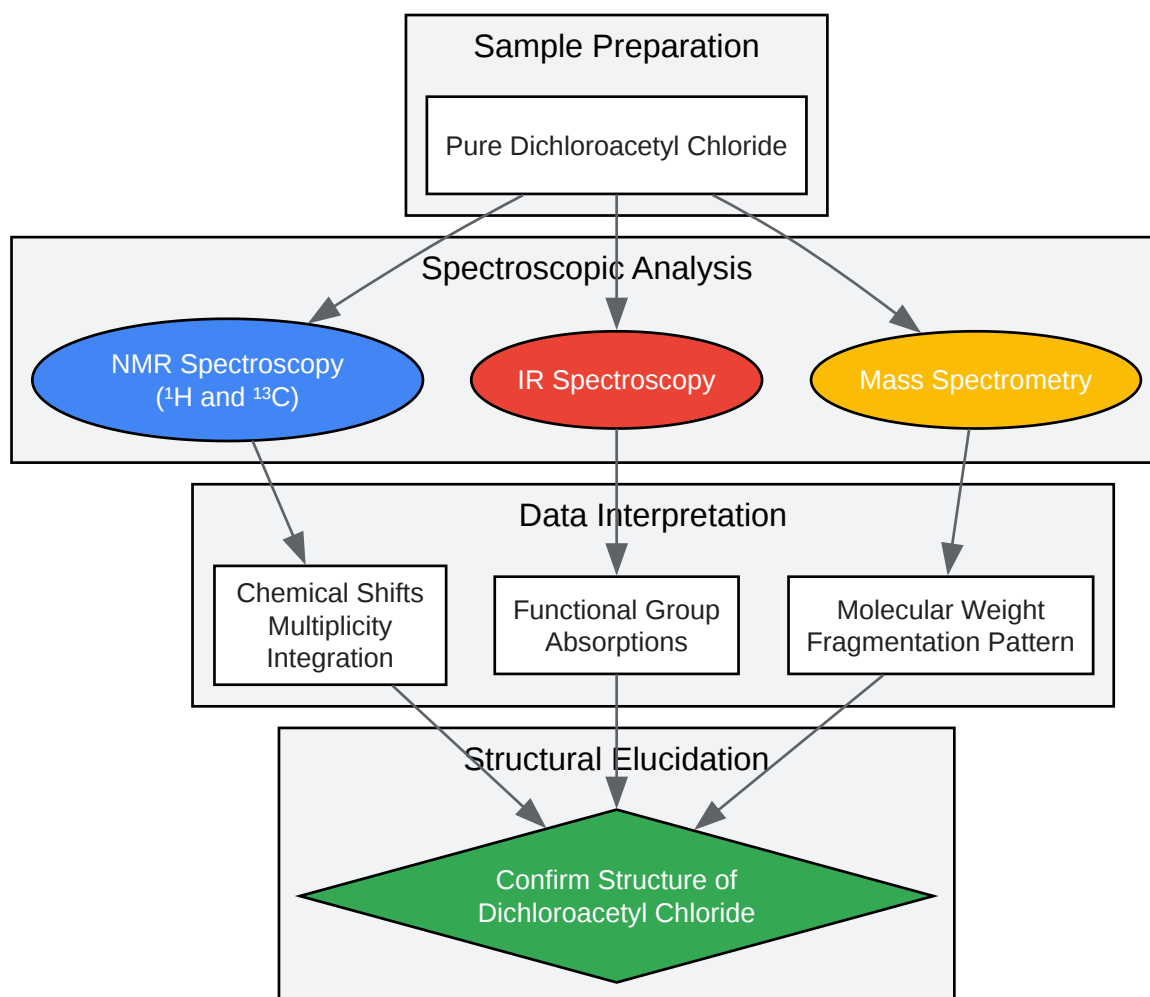 Sample Preparation
Pure Dichloroacetyl Chloride
Spectroscopic Analysis
NMR Spectroscopy
(¹H and ¹³C)
IR Spectroscopy
Mass Spectrometry
Data Interpretation
Chemical Shifts
Multiplicity
Integration
Functional Group
Absorptions
Molecular Weight
Fragmentation Pattern
Structural Elucidation
Confirm Structure of
Dichloroacetyl Chloride